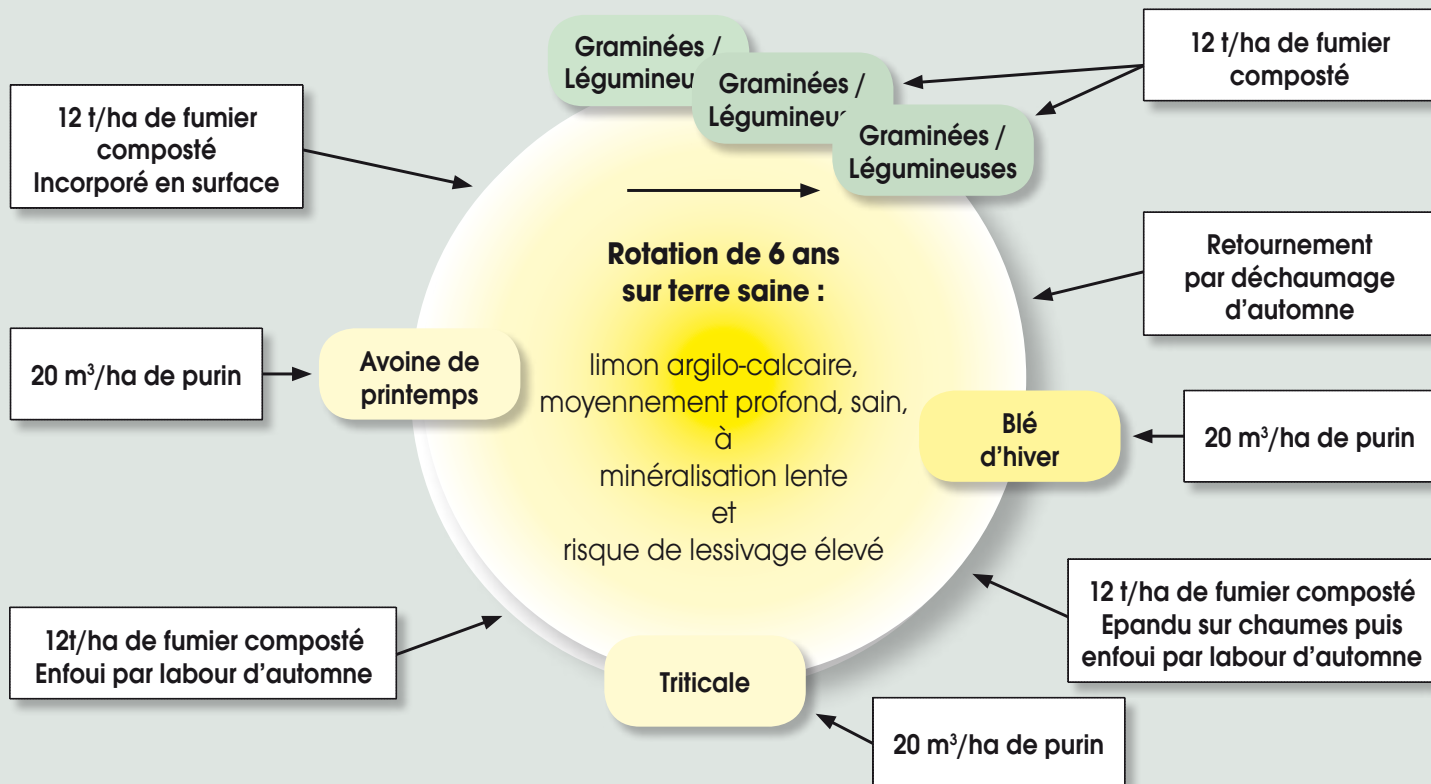 Graminées /
Légumineu
Graminées /
Légumineu
Graminées /
Légumineuses
12 t/ha de fumier
composté
12 t/ha de fumier
composté
Incorporé en surface
Rotation de 6 ans
sur terre saine :
limon argilo-calcaire,
moyennement profond, sain,
à
minéralisation lente
et
risque de lessivage élevé
Retournement
par déchaumage
d'automne
20 m³/ha de purin
Avoine de
printemps
Blé
d'hiver
20 m³/ha de purin
12t/ha de fumier composté
Enfoui par labour d'automne
Triticale
12 t/ha de fumier composté
Epandu sur chaumes puis
enfoui par labour d'automne
20 m³/ha de purin